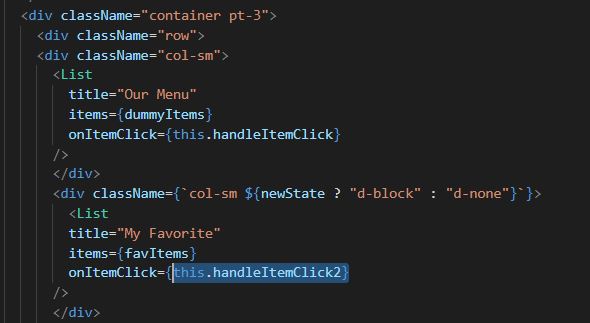 <div className="container pt-3">
<div className="row">
<div className="col-sm">
<List
title="Our Menu"
items={dummyItems}
onItemClick={this.handleItemClick}
/>
</div>
<div className={`col-sm ${newState ? "d-block" : "d-none"}`}>
<List
title="My Favorite"
items={favItems}
onItemClick={this.handleItemClick2}
/>
</div>